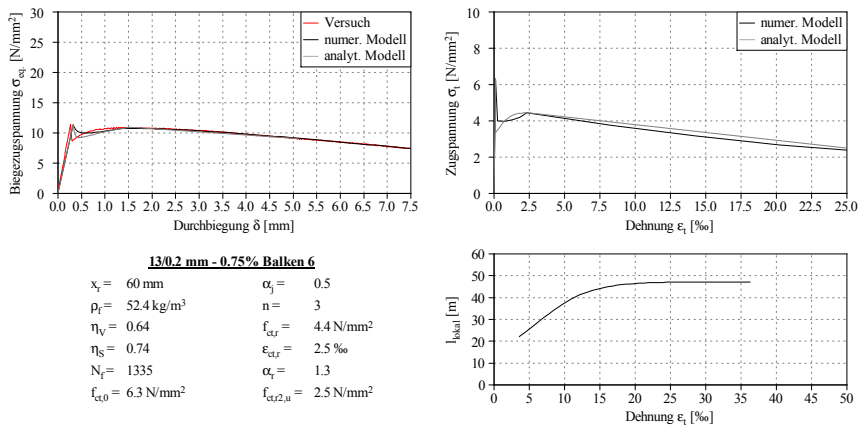 Biegezugspannung σeq. [N/mm²]
30
25
20
15
10
5
0
Versuch
numer. Modell
analyt. Modell
0.0 0.5 1.0 1.5 2.0 2.5 3.0 3.5 4.0 4.5 5.0 5.5 6.0 6.5 7.0 7.5
Durchbiegung δ [mm]
Zugspannung σt [N/mm²]
10
8
6
4
2
0
numer. Modell
analyt. Modell
0.0 2.5 5.0 7.5 10.0 12.5 15.0 17.5 20.0 22.5 25.0
Dehnung εt [‰]
13/0.2 mm - 0.75% Balken 6
xr = 60 mm αj = 0.5
ρf = 52.4 kg/m³ n = 3
ηV = 0.64 fct,r = 4.4 N/mm²
ηS = 0.74 εct,r = 2.5 ‰
Nf = 1335 αr = 1.3
fct,0 = 6.3 N/mm² fct,r2,u = 2.5 N/mm²
llokal [m]
60
50
40
30
20
10
0
0 5 10 15 20 25 30 35 40 45 50
Dehnung εt [‰]